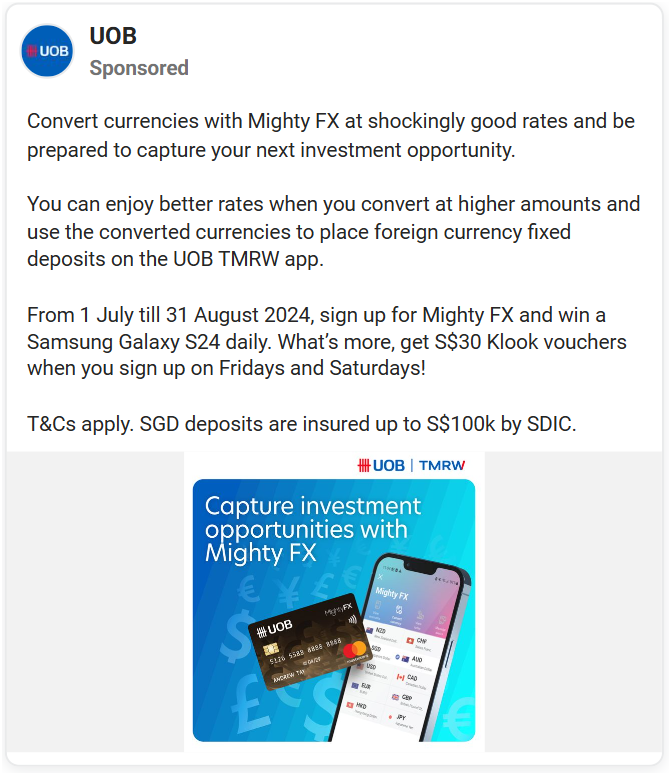 UOB
UOB
Sponsored
Convert currencies with Mighty FX at shockingly good rates and be
prepared to capture your next investment opportunity.
You can enjoy better rates when you convert at higher amounts and
use the converted currencies to place foreign currency fixed
deposits on the UOB TMRW app.
From 1 July till 31 August 2024, sign up for Mighty FX and win a
Samsung Galaxy S24 daily. What’s more, get S$30 Klook vouchers
when you sign up on Fridays and Saturdays!
T&Cs apply. SGD deposits are insured up to S$100k by SDIC.
UOB | TMRW
Capture investment
opportunities with
Mighty FX
UOB
MightyFX
5126 5588 8888 8888
ANDREW TAY
Mighty FX
NZD
CHF
SGD
AUD
USD
CAD
EUR
GBP
HKD
JPY